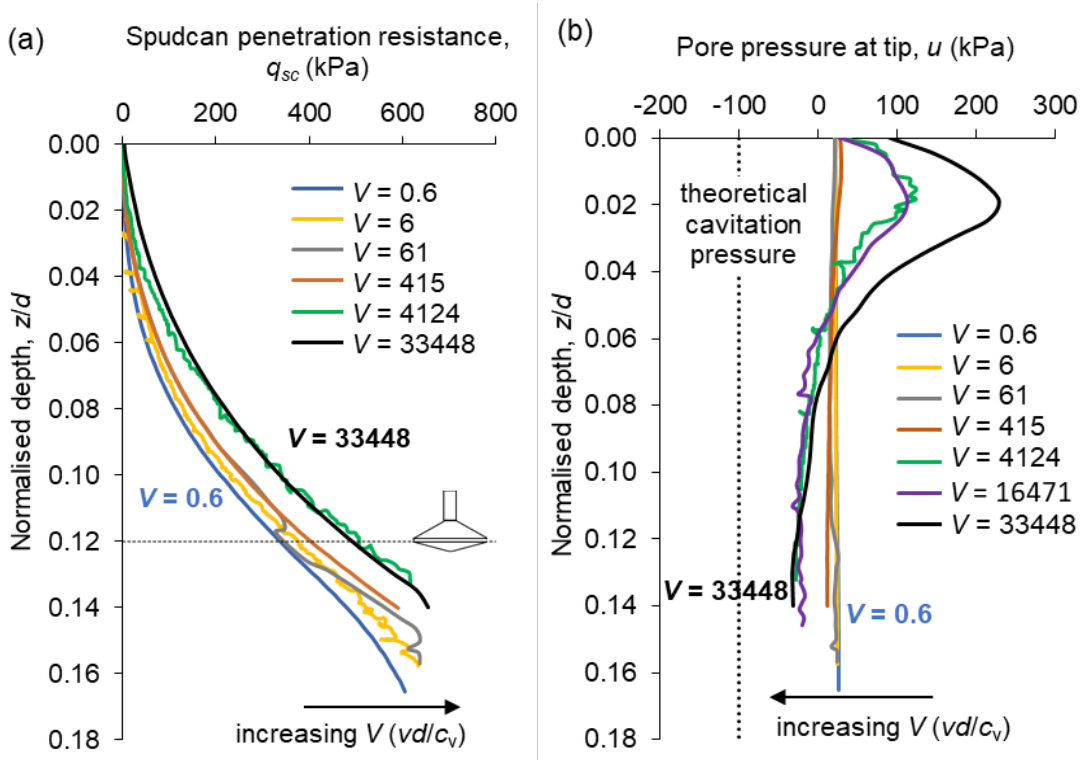 (a)
Spudcan penetration resistance,
qsc (kPa)
0 200 400 600 800
0.00
0.02
0.04
0.06
0.08
0.10
0.12
0.14
0.16
0.18
Normalised depth, z/d
V = 0.6
V = 6
V = 61
V = 415
V = 4124
V = 33448
V = 33448
V = 0.6
increasing V (vd/cv)
(b)
Pore pressure at tip, u (kPa)
-200 -100 0 100 200 300
0.00
0.02
0.04
0.06
0.08
0.10
0.12
0.14
0.16
0.18
Normalised depth, z/d
theoretical
cavitation
pressure
V = 0.6
V = 6
V = 61
V = 415
V = 4124
V = 16471
V = 33448
V = 33448
V = 0.6
increasing V (vd/cv)